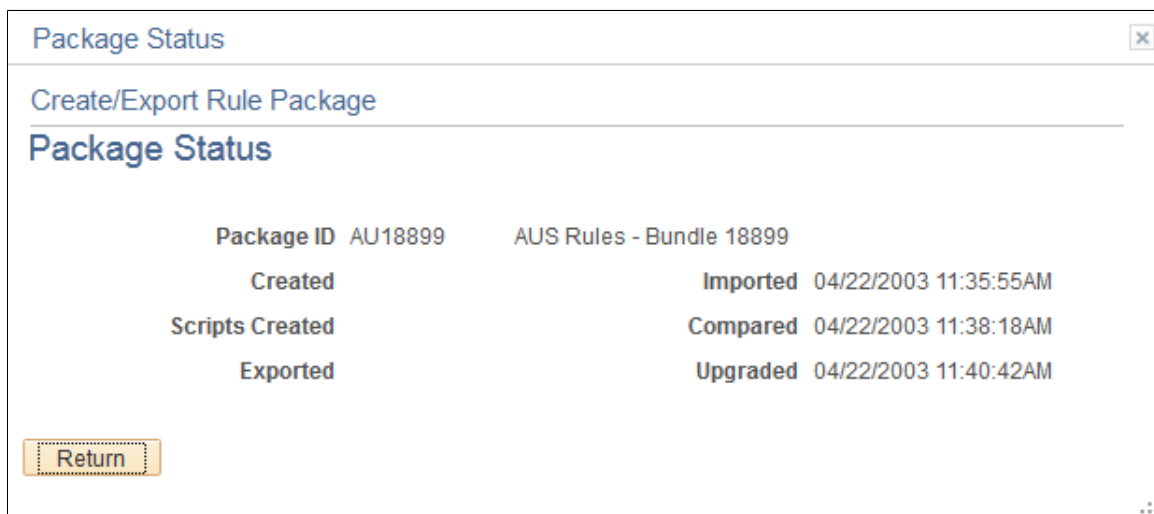 Package Status
Create/Export Rule Package
Package Status
Package ID AU18899 AUS Rules - Bundle 18899
Created Imported 04/22/2003 11:35:55AM
Scripts Created Compared 04/22/2003 11:38:18AM
Exported Upgraded 04/22/2003 11:40:42AM
Return